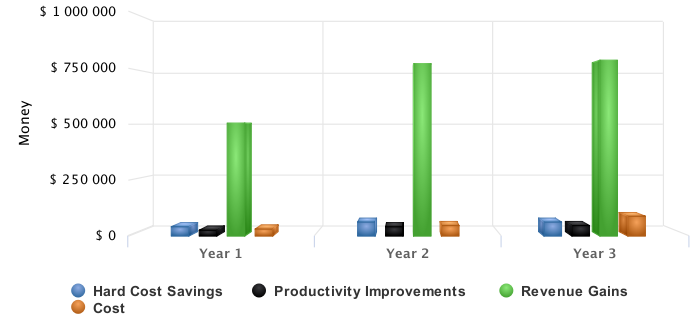 $ 1 000 000
$ 750 000
$ 500 000
$ 250 000
$ 0
Money
Year 1 Year 2 Year 3
Hard Cost Savings Productivity Improvements Revenue Gains
Cost